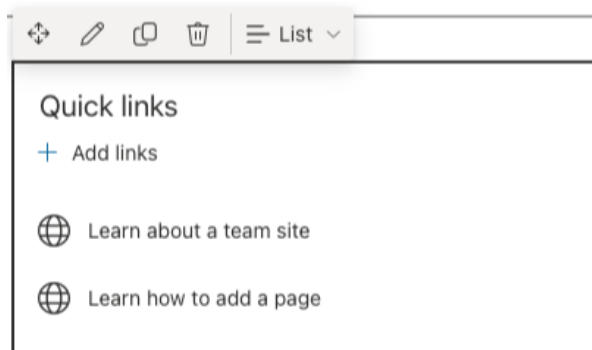 List
Quick links
Add links
Learn about a team site
Learn how to add a page